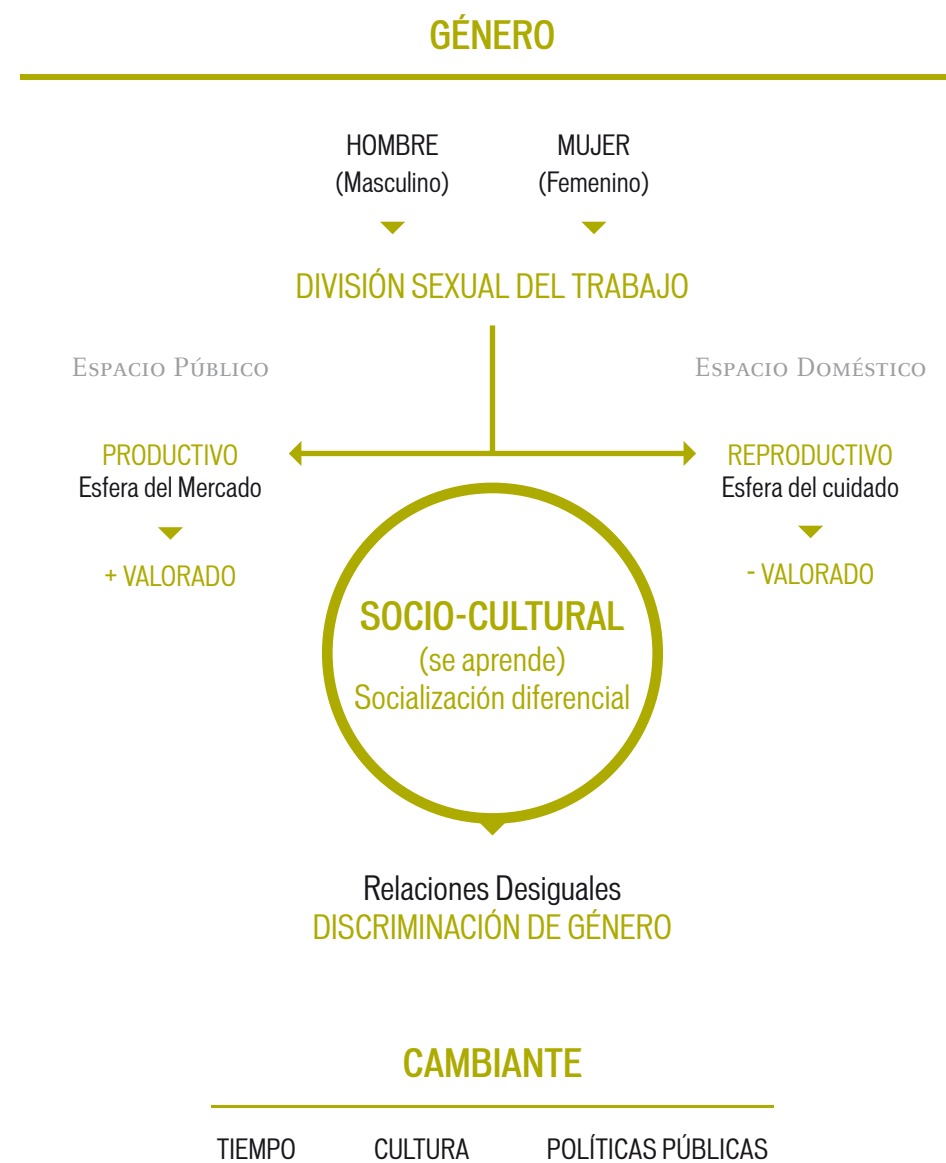 GÉNERO
HOMBRE MUJER
(Masculino) (Femenino)
DIVISIÓN SEXUAL DEL TRABAJO
ESPACIO PÚBLICO ESPACIO DOMÉSTICO
PRODUCTIVO REPRODUCTIVO
Esfera del Mercado Esfera del cuidado
+ VALORADO - VALORADO
SOCIO-CULTURAL
(se aprende)
Socialización diferencial
Relaciones Desiguales
DISCRIMINACIÓN DE GÉNERO
CAMBIANTE
TIEMPO CULTURA POLÍTICAS PÚBLICAS